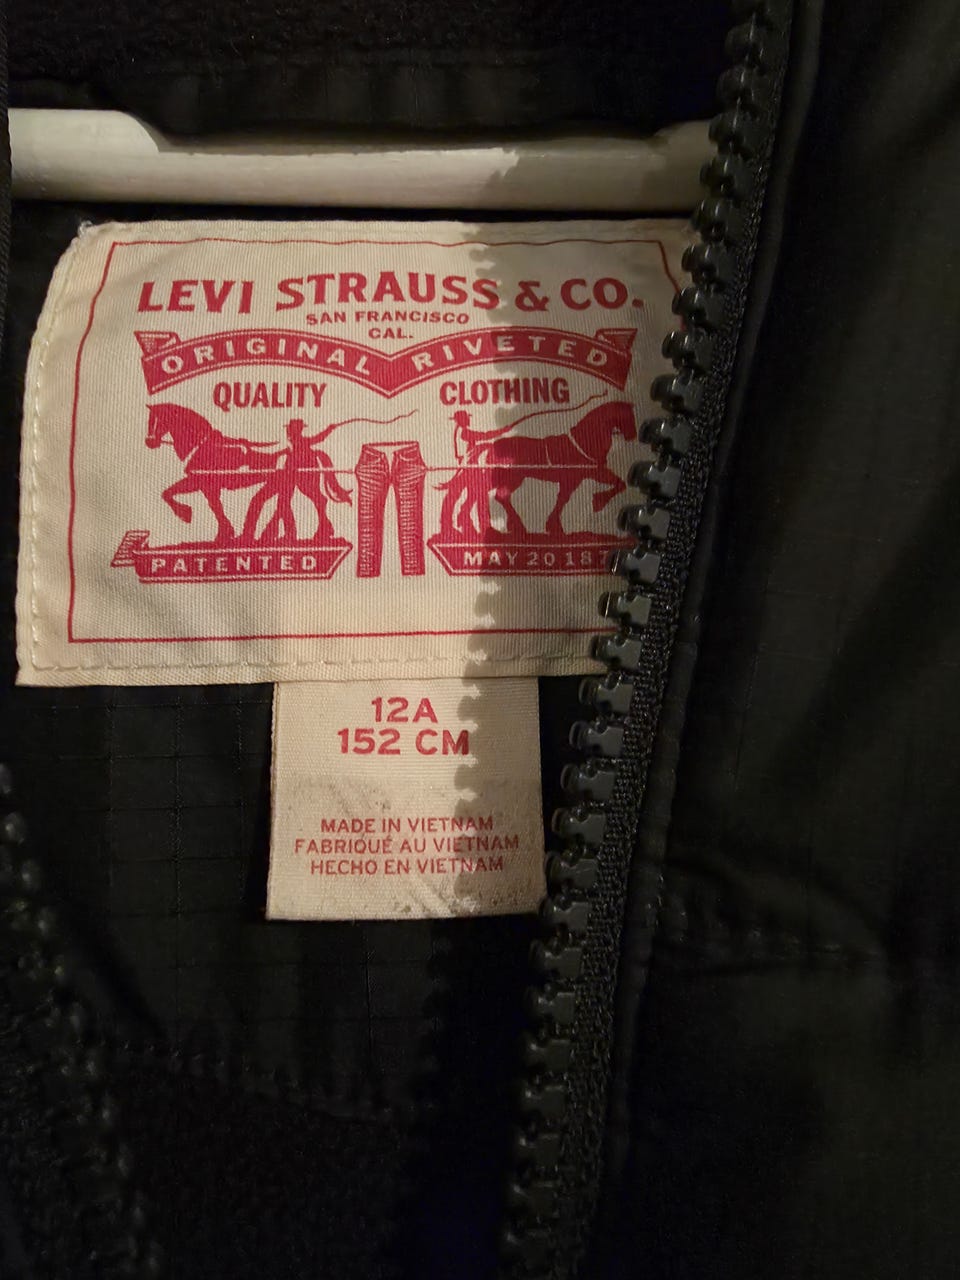 LEVI STRAUSS & CO.
SAN FRANCISCO
CAL.
ORIGINAL RIVETED
QUALITY CLOTHING
PATENTED MAY 20 187
12A
152 CM
MADE IN VIETNAM
FABRIQUÉ AU VIETNAM
HECHO EN VIETNAM